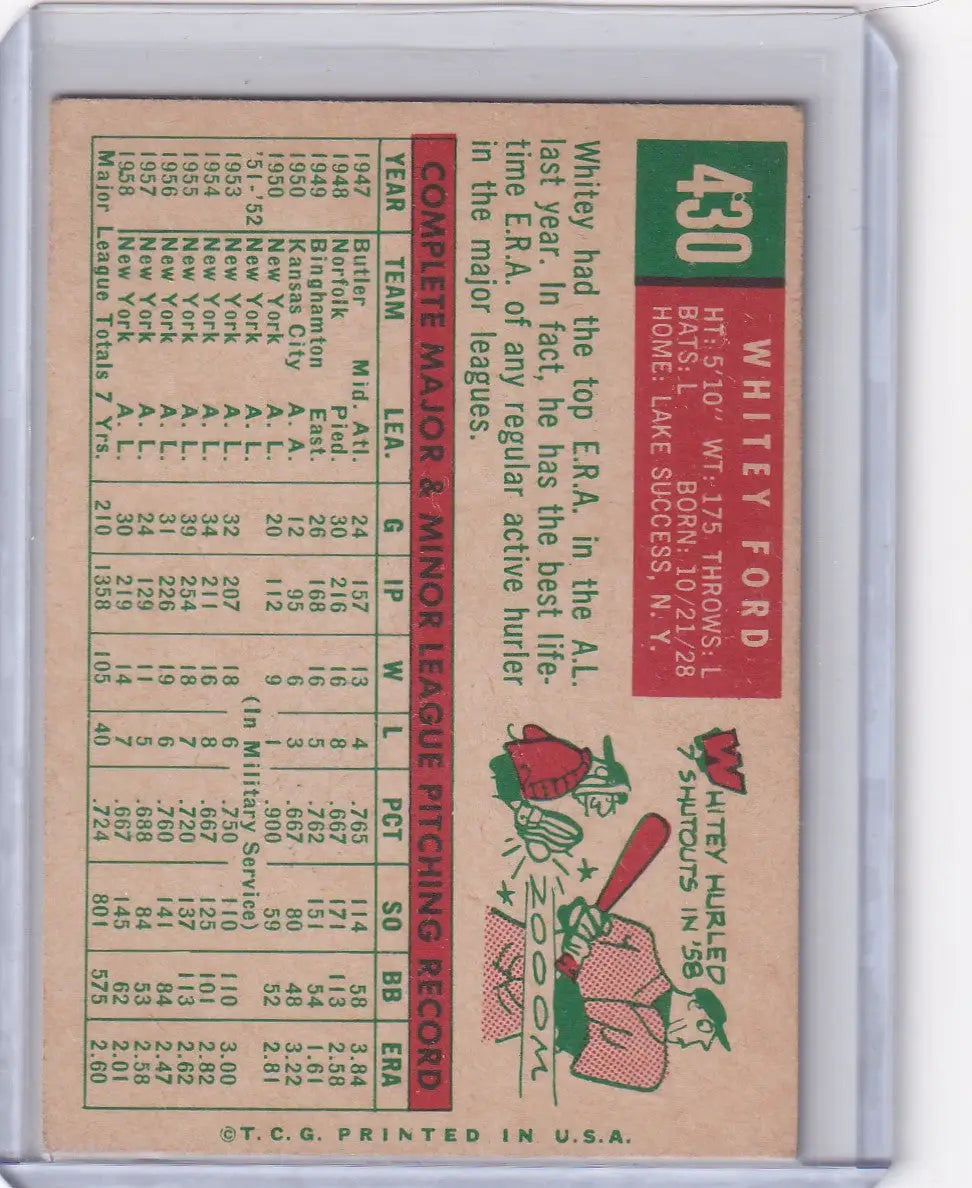 430
WHITEY FORD
HT: 5'10" WT: 175 THROWS: L
BATS: L BORN: 10/21/28
HOME: LAKE SUCCESS, N. Y.
Whitey had the top E.R.A. in the A.L.
last year. In fact, he has the best life-
time E.R.A. of any regular active hurler
in the major leagues.
WHITEY HURLED
7 SHUTOUTS IN '58
ZOOOOM
COMPLETE MAJOR & MINOR LEAGUE PITCHING RECORD
YEAR TEAM LEA. G IP W L PCT SO BB ERA
1947 Butler Mid. Atl. 24 157 13 4 .765 114 58 3.84
1948 Norfolk Pied. 30 216 16 8 .667 171 113 2.58
1949 Binghamton East. 26 168 16 5 .762 151 54 1.61
1950 Kansas City A. A. 12 95 6 3 .667 80 48 3.22
1950 New York A. L. 20 112 9 1 .900 59 52 2.81
'51-'52 New York A. L. (In Military Service)
1953 New York A. L. 32 207 18 6 .750 110 110 3.00
1954 New York A. L. 34 211 16 8 .667 125 101 2.82
1955 New York A. L. 39 254 18 7 .720 137 113 2.62
1956 New York A. L. 31 226 19 6 .760 141 84 2.47
1957 New York A. L. 24 129 11 5 .688 84 53 2.58
1958 New York A. L. 30 219 14 7 .667 145 62 2.01
Major League Totals 7 Yrs. 210 1358 105 40 .724 801 575 2.60
©T.C.G. PRINTED IN U.S.A.